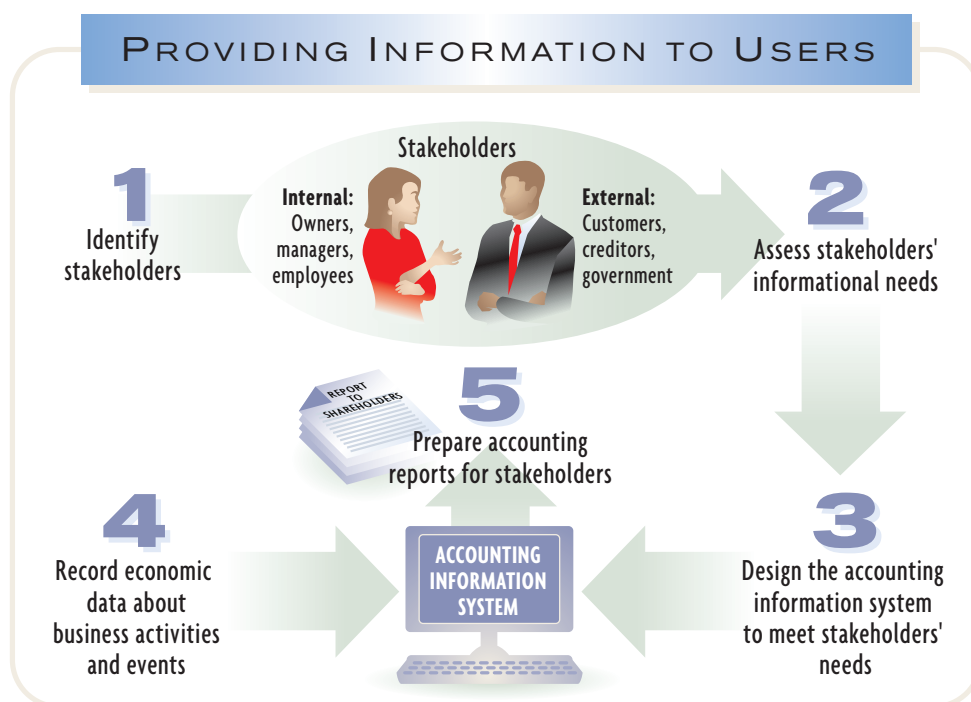 PROVIDING INFORMATION TO USERS
1
Identify
stakeholders
Stakeholders
Internal:
Owners,
managers,
employees
External:
Customers,
creditors,
government
2
Assess stakeholders'
informational needs
3
Design the accounting
information system
to meet stakeholders'
needs
4
Record economic
data about
business activities
and events
ACCOUNTING
INFORMATION
SYSTEM
5
Prepare accounting
reports for stakeholders
REPORT
TO
SHAREHOLDERS